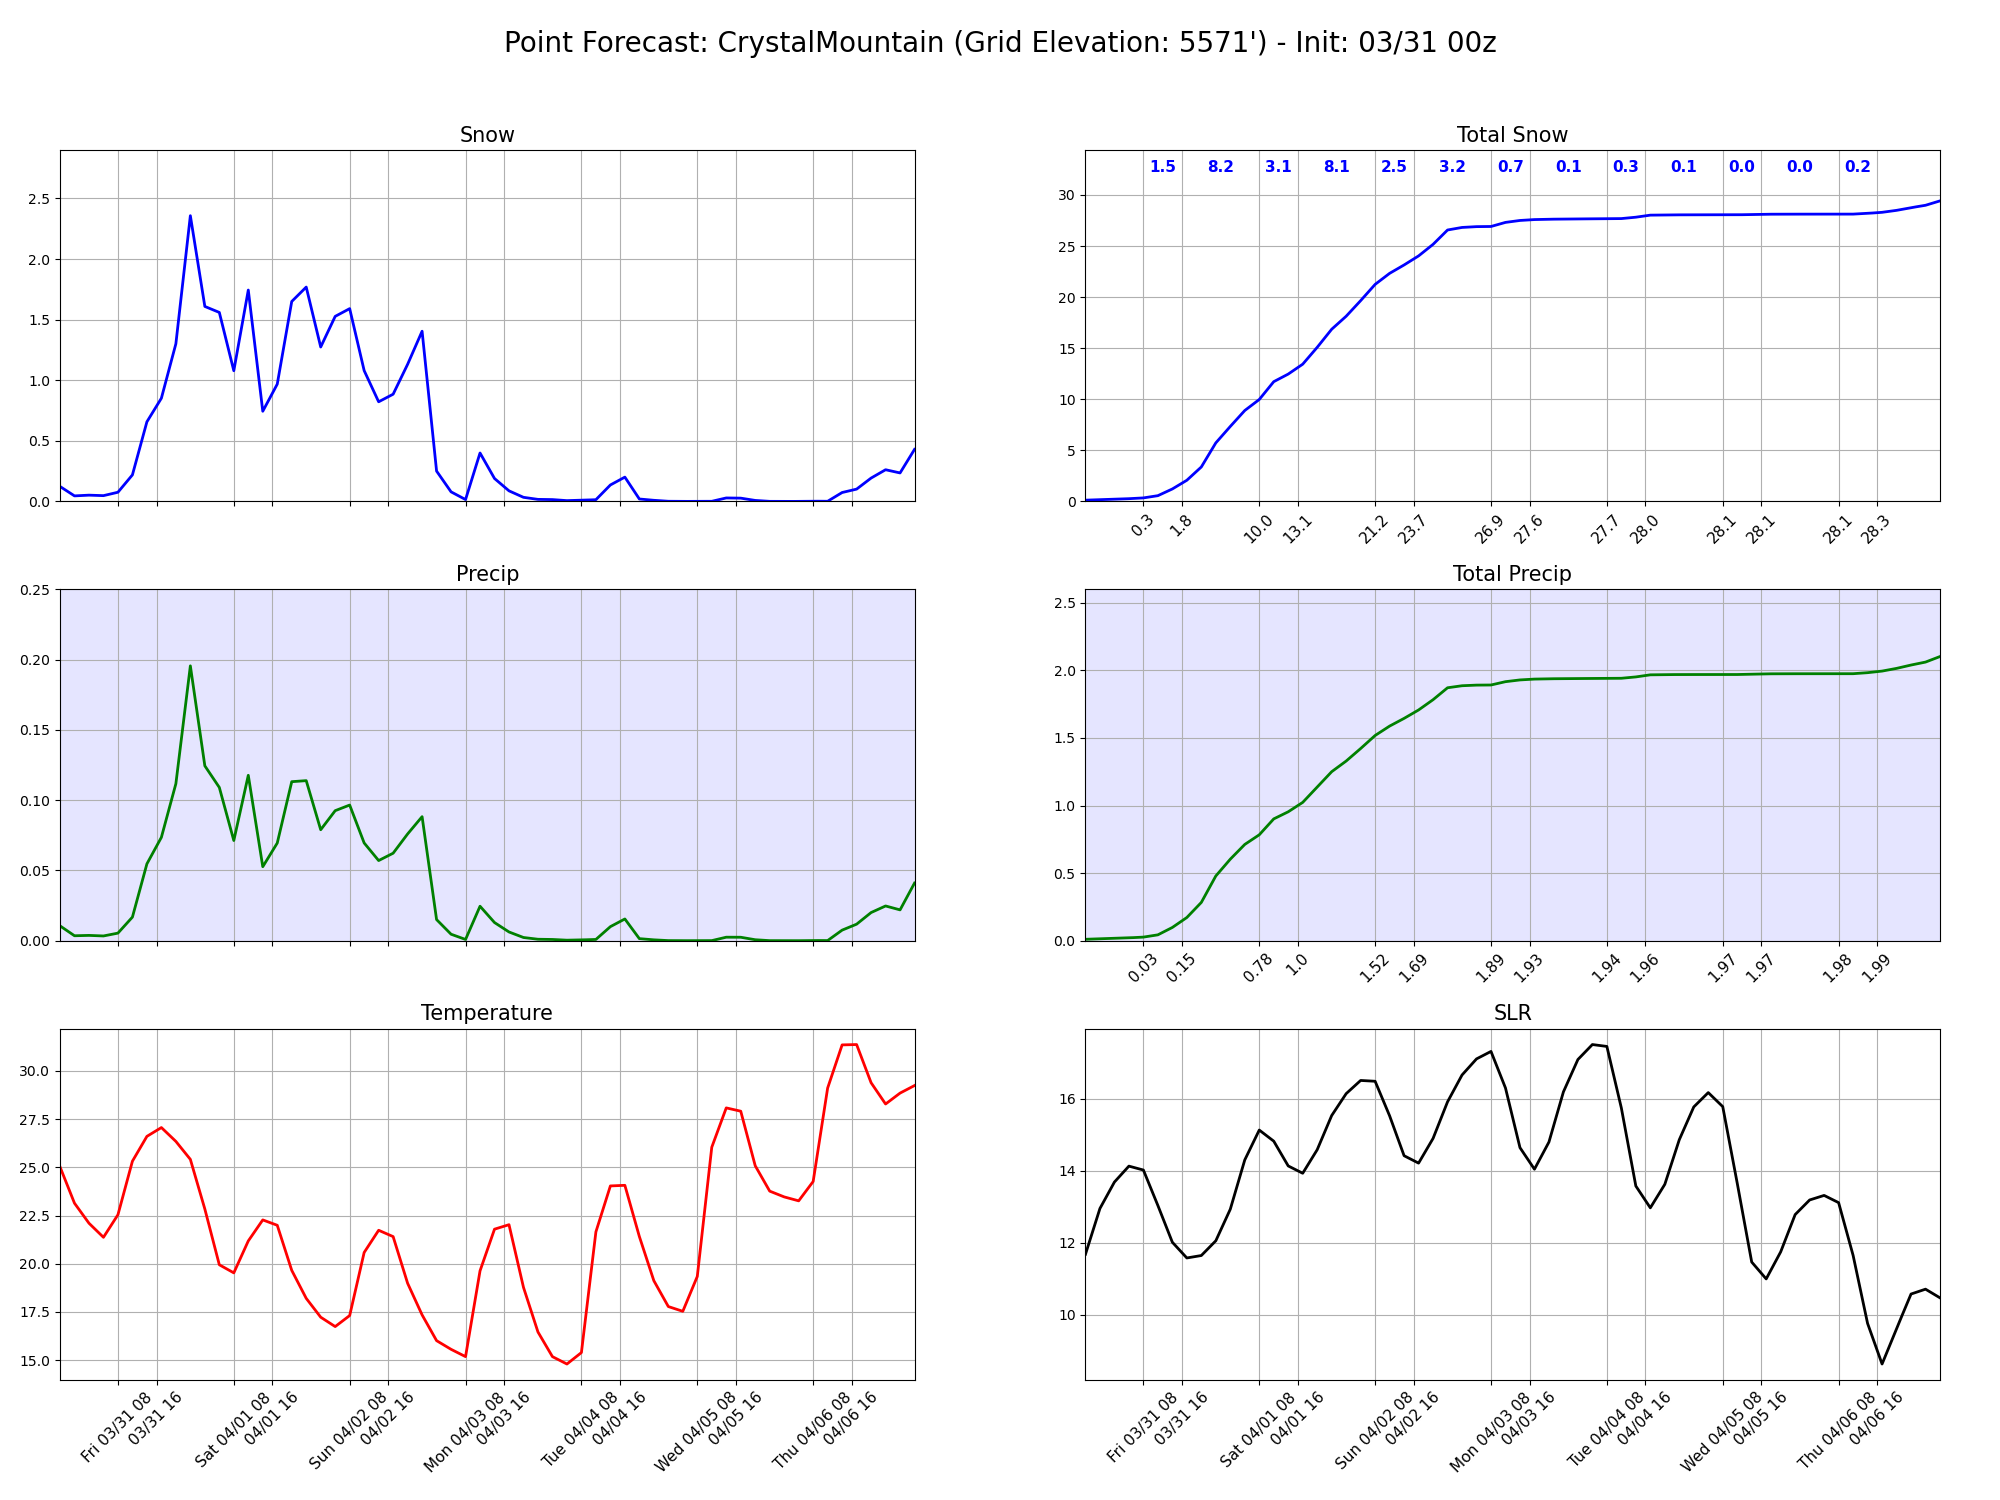 Point Forecast: CrystalMountain (Grid Elevation: 5571') - Init: 03/31 00z
Snow
2.5
2.0
1.5
1.0
0.5
0.0
Total Snow
1.5 8.2 3.1 8.1 2.5 3.2 0.7 0.1 0.3 0.1 0.0 0.0 0.2
30
25
20
15
10
5
0
0.3 1.8 10.0 13.1 21.2 23.7 26.9 27.6 27.7 28.0 28.1 28.1 28.1 28.3
Precip
0.25
0.20
0.15
0.10
0.05
0.00
Total Precip
2.5
2.0
1.5
1.0
0.5
0.0
0.03 0.15 0.78 1.0 1.52 1.69 1.89 1.93 1.94 1.96 1.97 1.97 1.98 1.99
Temperature
30.0
27.5
25.0
22.5
20.0
17.5
15.0
Fri 03/31 08
03/31 16
Sat 04/01 08
04/01 16
Sun 04/02 08
04/02 16
Mon 04/03 08
04/03 16
Tue 04/04 08
04/04 16
Wed 04/05 08
04/05 16
Thu 04/06 08
04/06 16
SLR
16
14
12
10
Fri 03/31 08
03/31 16
Sat 04/01 08
04/01 16
Sun 04/02 08
04/02 16
Mon 04/03 08
04/03 16
Tue 04/04 08
04/04 16
Wed 04/05 08
04/05 16
Thu 04/06 08
04/06 16